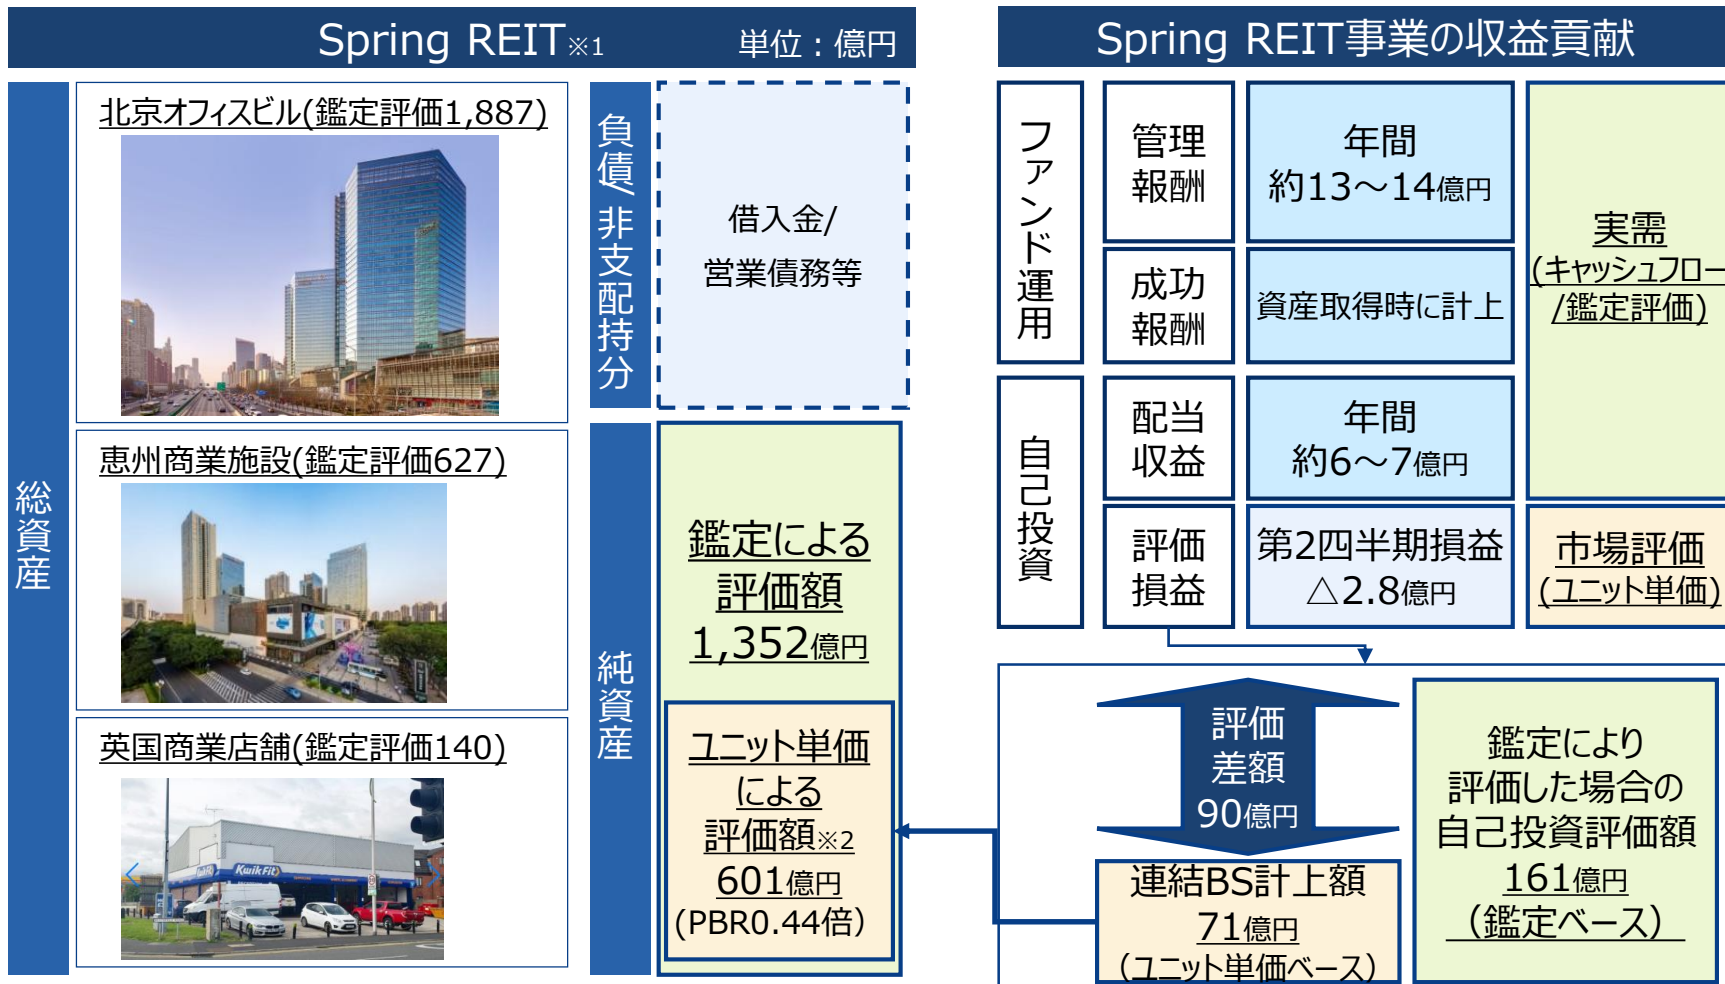 Spring REIT※1 単位：億円
総資産
北京オフィスビル(鑑定評価1,887)
恵州商業施設(鑑定評価627)
英国商業店舗(鑑定評価140)
KwikFit
負債/非支配持分
借入金/
営業債務等
純資産
鑑定による
評価額
1,352億円
ユニット単価
による
評価額※2
601億円
(PBR0.44倍）
Spring REIT事業の収益貢献
ファンド運用
管理
報酬
年間
約13～14億円
成功
報酬
資産取得時に計上
実需
(キャッシュフロー
/鑑定評価)
自己投資
配当
収益
年間
約6～7億円
評価
損益
第2四半期損益
△2.8億円
市場評価
(ユニット単価)
評価
差額
90億円
連結BS計上額
71億円
（ユニット単価ベース）
鑑定により
評価した場合の
自己投資評価額
161億円
（鑑定ベース）